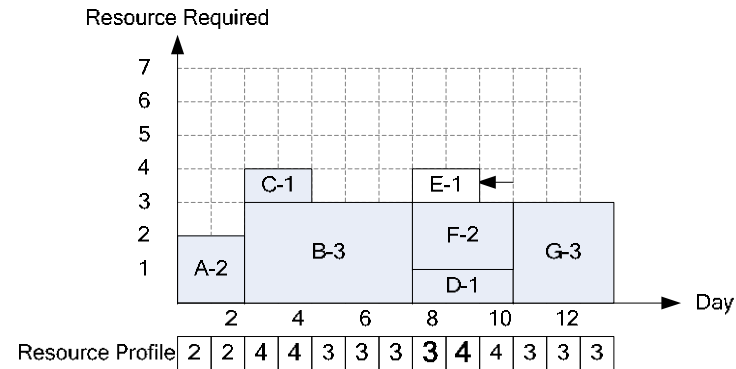 Resource Required
7
6
5
4
3
2
1
C-1
E-1
A-2
B-3
F-2
D-1
G-3
Day
2 4 6 8 10 12
Resource Profile 2 2 4 4 3 3 3 3 4 4 3 3 3